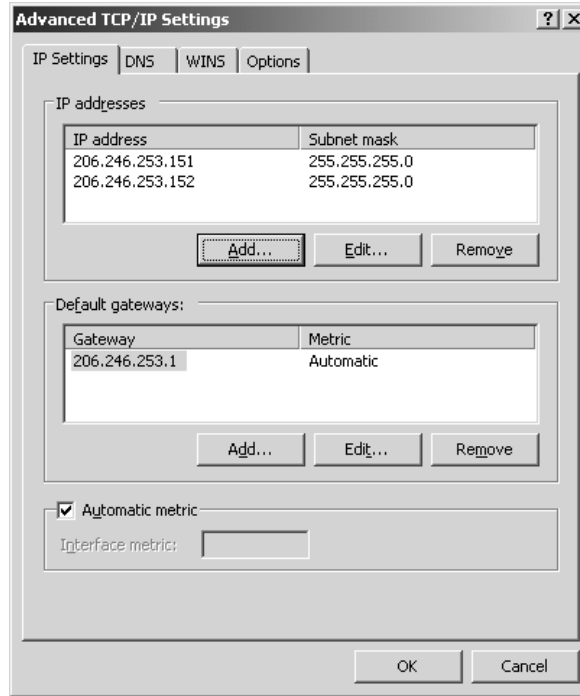 Advanced TCP/IP Settings
IP Settings DNS WINS Options
IP addresses
IP address Subnet mask
206.246.253.151 255.255.255.0
206.246.253.152 255.255.255.0
Add... Edit... Remove
Default gateways:
Gateway Metric
206.246.253.1 Automatic
Add... Edit... Remove
Automatic metric
Interface metric:
OK Cancel